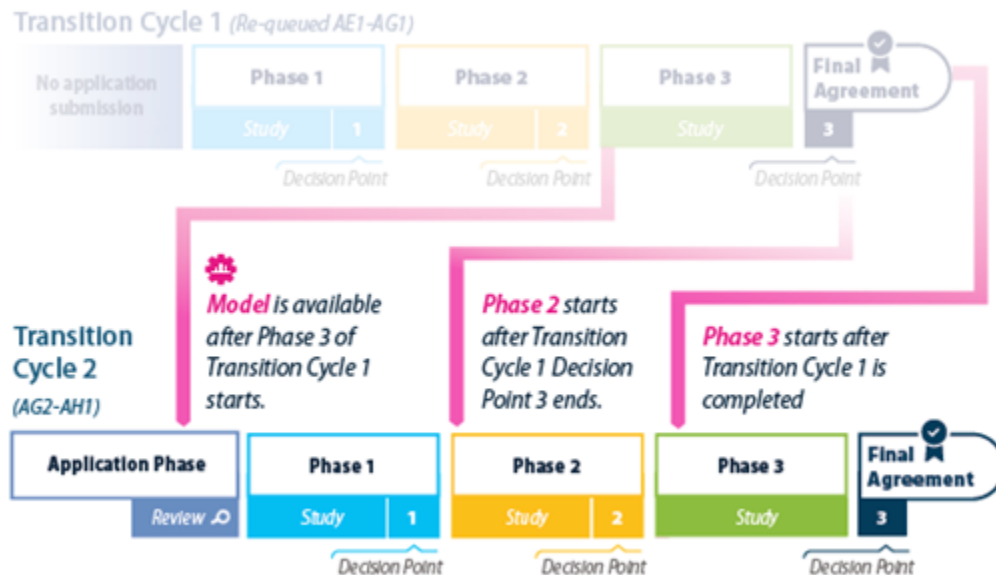 Transition Cycle 1 (Re-queued AE1-AG1)
No application
submission
Phase 1
Study
1
Decision Point
Phase 2
Study
2
Decision Point
Phase 3
Study
Final
Agreement
3
Decision Point
Model is available
after Phase 3 of
Transition Cycle 1
starts.
Phase 2 starts
after Transition
Cycle 1 Decision
Point 3 ends.
Phase 3 starts after
Transition Cycle 1 is
completed
Transition
Cycle 2
(AG2-AH1)
Application Phase
Review
Phase 1
Study
1
Decision Point
Phase 2
Study
2
Decision Point
Phase 3
Study
Final
Agreement
3
Decision Point